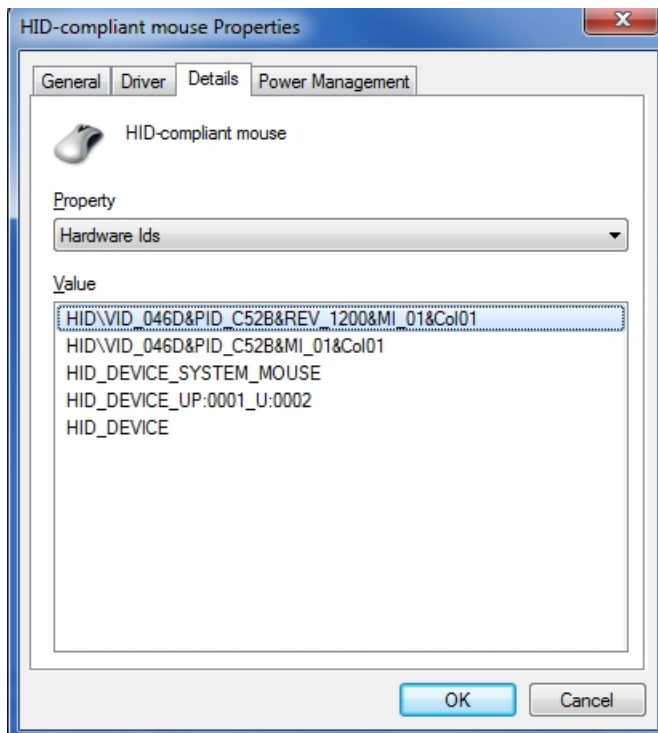 HID-compliant mouse Properties
General Driver Details Power Management
HID-compliant mouse
Property
Hardware Ids
Value
HID\VID_046D&PID_C52B&REV_1200&MI_01&Col01
HID\VID_046D&PID_C52B&MI_01&Col01
HID_DEVICE_SYSTEM_MOUSE
HID_DEVICE_UP:0001_U:0002
HID_DEVICE
OK Cancel